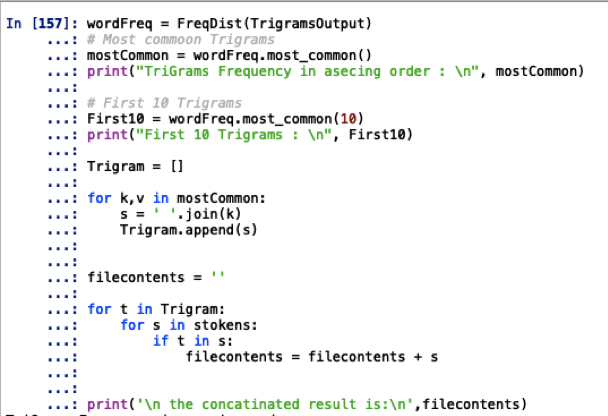 In [157]: wordFreq = FreqDist(TrigramsOutput)
...: # Most commoon Trigrams
...: mostCommon = wordFreq.most_common()
...: print("TriGrams Frequency in asecing order : \n", mostCommon)
...:
...: # First 10 Trigrams
...: First10 = wordFreq.most_common(10)
...: print("First 10 Trigrams : \n", First10)
...:
...: Trigram = []
...:
...: for k,v in mostCommon:
...:     s = ' '.join(k)
...:     Trigram.append(s)
...:
...:
...: filecontents = ''
...:
...: for t in Trigram:
...:     for s in stokens:
...:         if t in s:
...:             filecontents = filecontents + s
...:
...:
...: print('\n the concatinated result is:\n',filecontents)